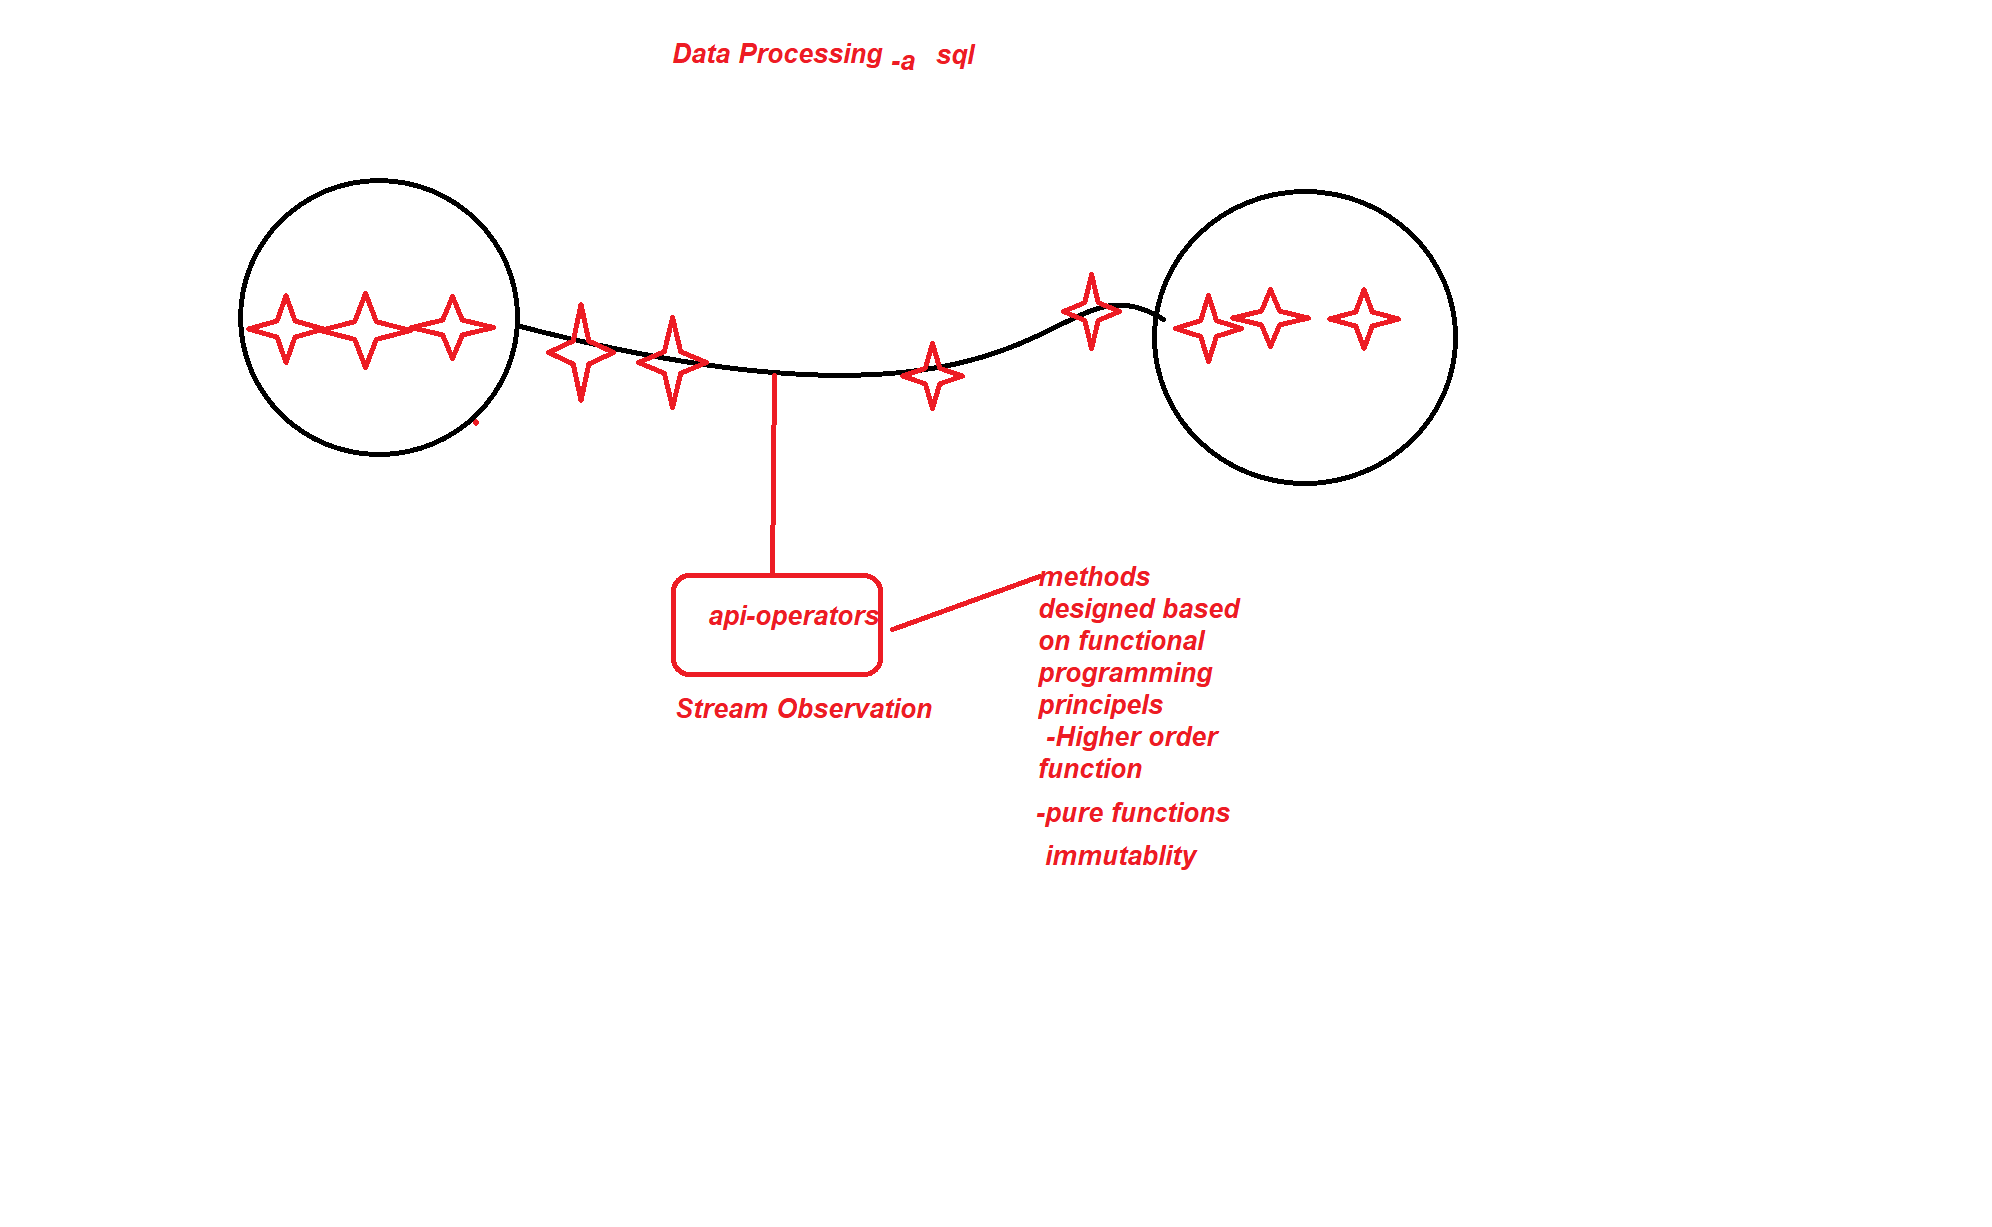 Data Processing -a sql
api-operators
Stream Observation
methods
designed based
on functional
programming
principels
-Higher order
function
-pure functions
immutablity